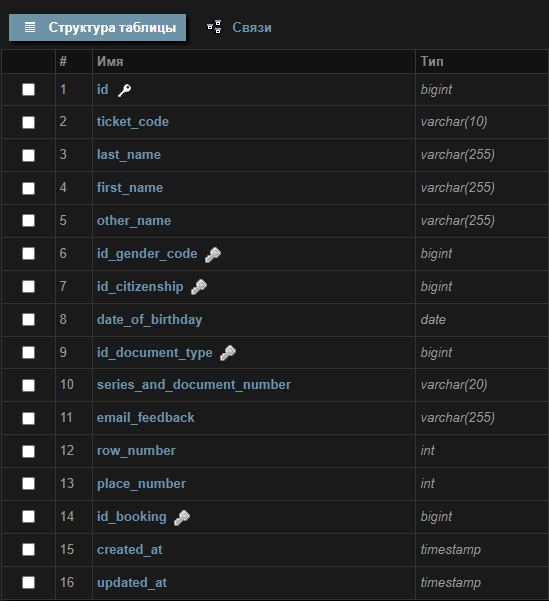 Структура таблицы Связи
# Имя Тип
1 id bigint
2 ticket_code varchar(10)
3 last_name varchar(255)
4 first_name varchar(255)
5 other_name varchar(255)
6 id_gender_code bigint
7 id_citizenship bigint
8 date_of_birthday date
9 id_document_type bigint
10 series_and_document_number varchar(20)
11 email_feedback varchar(255)
12 row_number int
13 place_number int
14 id_booking bigint
15 created_at timestamp
16 updated_at timestamp